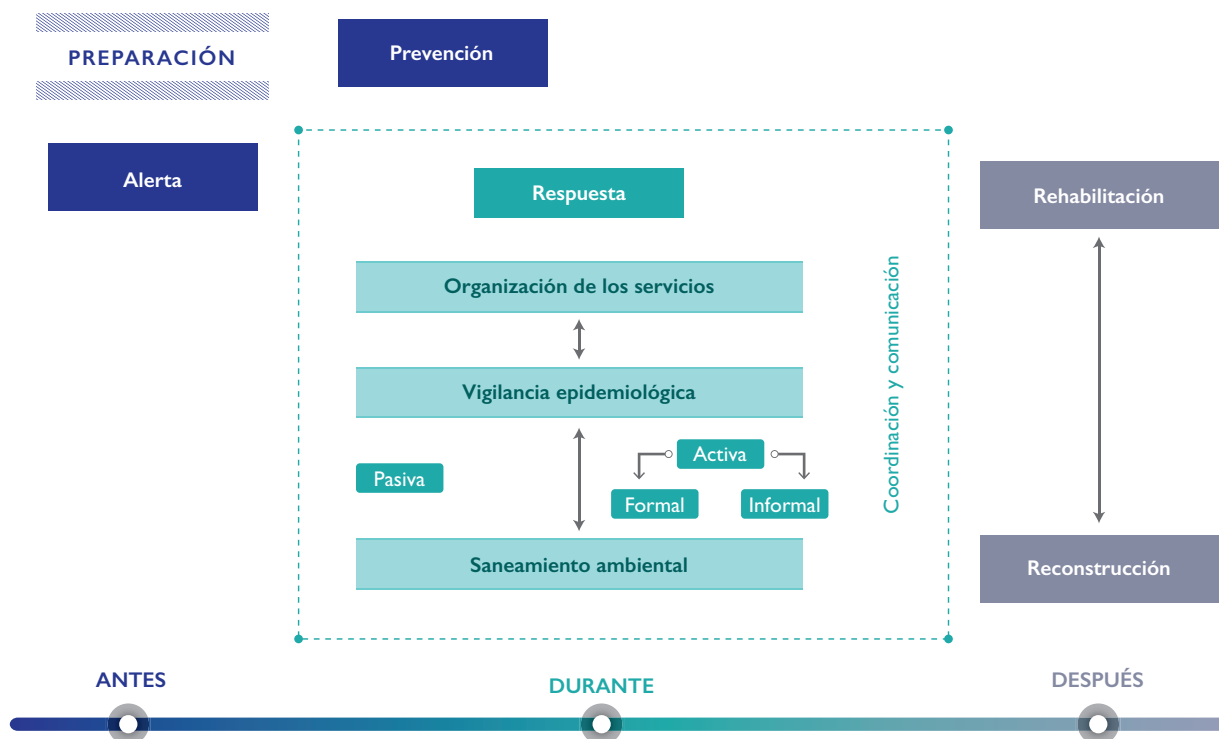 PREPARACIÓN
Prevención
Alerta
Respuesta
Rehabilitación
Organización de los servicios
Vigilancia epidemiológica
Pasiva
Activa
Formal
Informal
Saneamiento ambiental
Coordinación y comunicación
Reconstrucción
ANTES
DURANTE
DESPUÉS